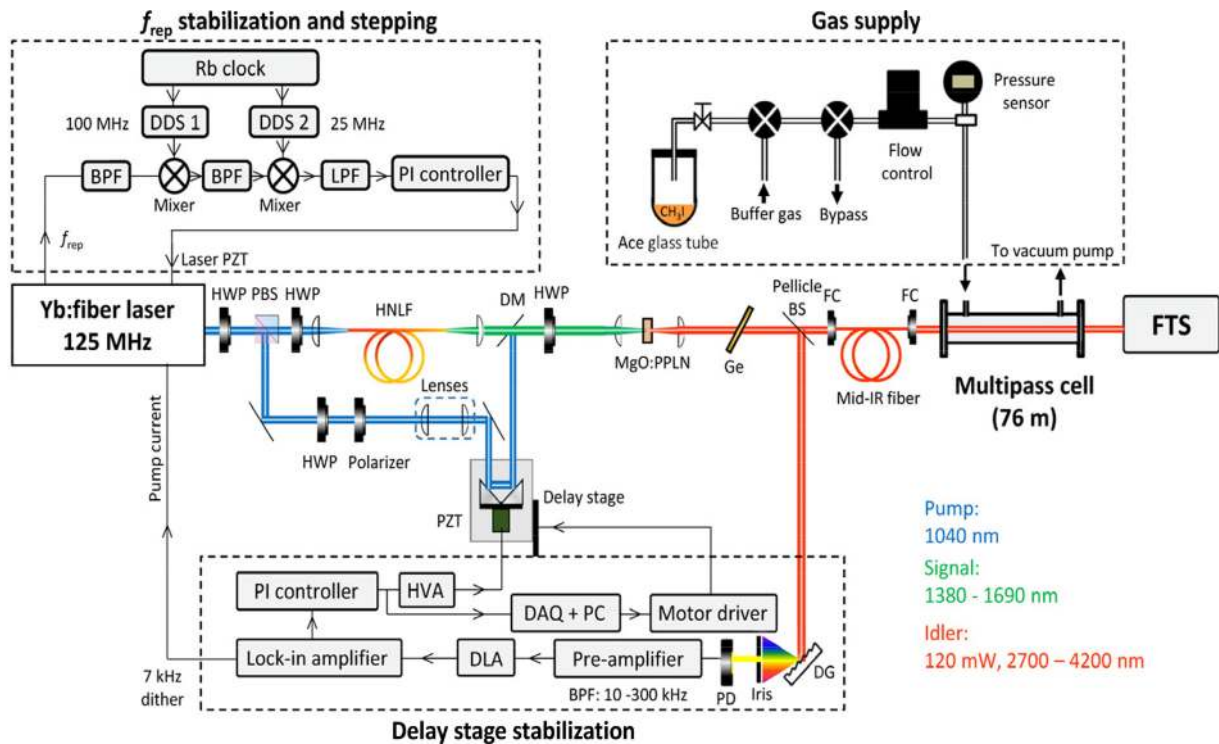 f_rep stabilization and stepping
Gas supply
Rb clock
100 MHz
DDS 1
DDS 2
25 MHz
BPF
BPF
LPF
PI controller
Mixer
Mixer
f_rep
Laser PZT
Pressure
sensor
Flow
control
CH3I
Buffer gas
Bypass
Ace glass tube
To vacuum pump
Yb:fiber laser
125 MHz
HWP
PBS
HWP
HNLF
DM
HWP
MgO:PPLN
Ge
Pellicle
BS
FC
FC
Mid-IR fiber
Multipass cell
(76 m)
FTS
Lenses
HWP
Polarizer
Pump current
PZT
Delay stage
Pump:
1040 nm
Signal:
1380 - 1690 nm
Idler:
120 mW, 2700 – 4200 nm
PI controller
HVA
DAQ + PC
Motor driver
Lock-in amplifier
DLA
Pre-amplifier
7 kHz
dither
BPF: 10 -300 kHz
PD
Iris
DG
Delay stage stabilization